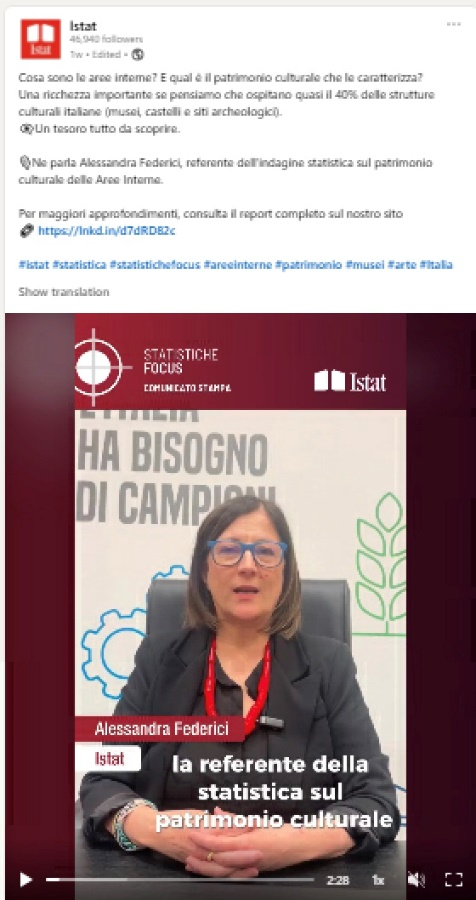 Istat
46,940 followers
1w • Edited •
Cosa sono le aree interne? E qual è il patrimonio culturale che le caratterizza?
Una ricchezza importante se pensiamo che ospitano quasi il 40% delle strutture
culturali italiane (musei, castelli e siti archeologici).
👁Un tesoro tutto da scoprire.
📎Ne parla Alessandra Federici, referente dell'indagine statistica sul patrimonio
culturale delle Aree Interne.
Per maggiori approfondimenti, consulta il report completo sul nostro sito
🔗 https://lnkd.in/d7dRD82c
#istat #statistica #statistichefocus #areeinterne #patrimonio #musei #arte #Italia
Show translation
STATISTICHE
FOCUS
COMUNICATO STAMPA
Istat
L'ITALIA
HA BISOGNO
DI CAMPIONI
Alessandra Federici
Istat
la referente della
statistica sul
patrimonio culturale
2:28
1x